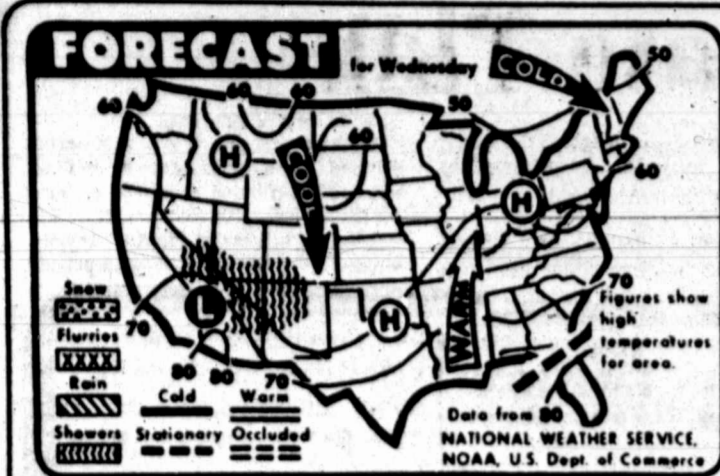 FORECAST
for Wednesday
COLD
50
60
60
60
60
50
H
COOL
60
H
L
H
WARM
70
70
80
80
70
80
Snow
Flurries
Rain
Showers
Cold
Warm
Stationary
Occluded
Figures show
high
temperatures
for area.
Data from
NATIONAL WEATHER SERVICE,
NOAA, U.S. Dept. of Commerce